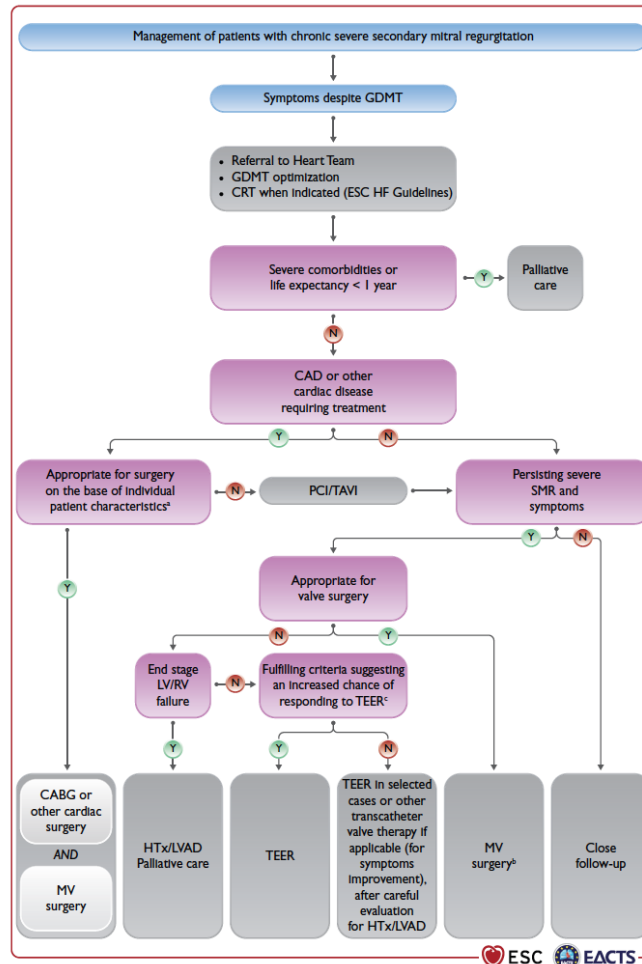 Management of patients with chronic severe secondary mitral regurgitation
Symptoms despite GDMT
• Referral to Heart Team
• GDMT optimization
• CRT when indicated (ESC HF Guidelines)
Severe comorbidities or
life expectancy < 1 year
Y
Palliative
care
N
CAD or other
cardiac disease
requiring treatment
Y
N
Appropriate for surgery
on the base of individual
patient characteristicsᵃ
N
PCI/TAVI
Persisting severe
SMR and
symptoms
Y
Y
N
Appropriate for
valve surgery
N
Y
End stage
LV/RV
failure
N
Fulfilling criteria suggesting
an increased chance of
responding to TEERᶜ
Y
Y
N
CABG or
other cardiac
surgery
AND
MV
surgery
HTx/LVAD
Palliative care
TEER
TEER in selected
cases or other
transcatheter
valve therapy if
applicable (for
symptoms
improvement),
after careful
evaluation
for HTx/LVAD
MV
surgeryᵇ
Close
follow-up
ESC
EACTS